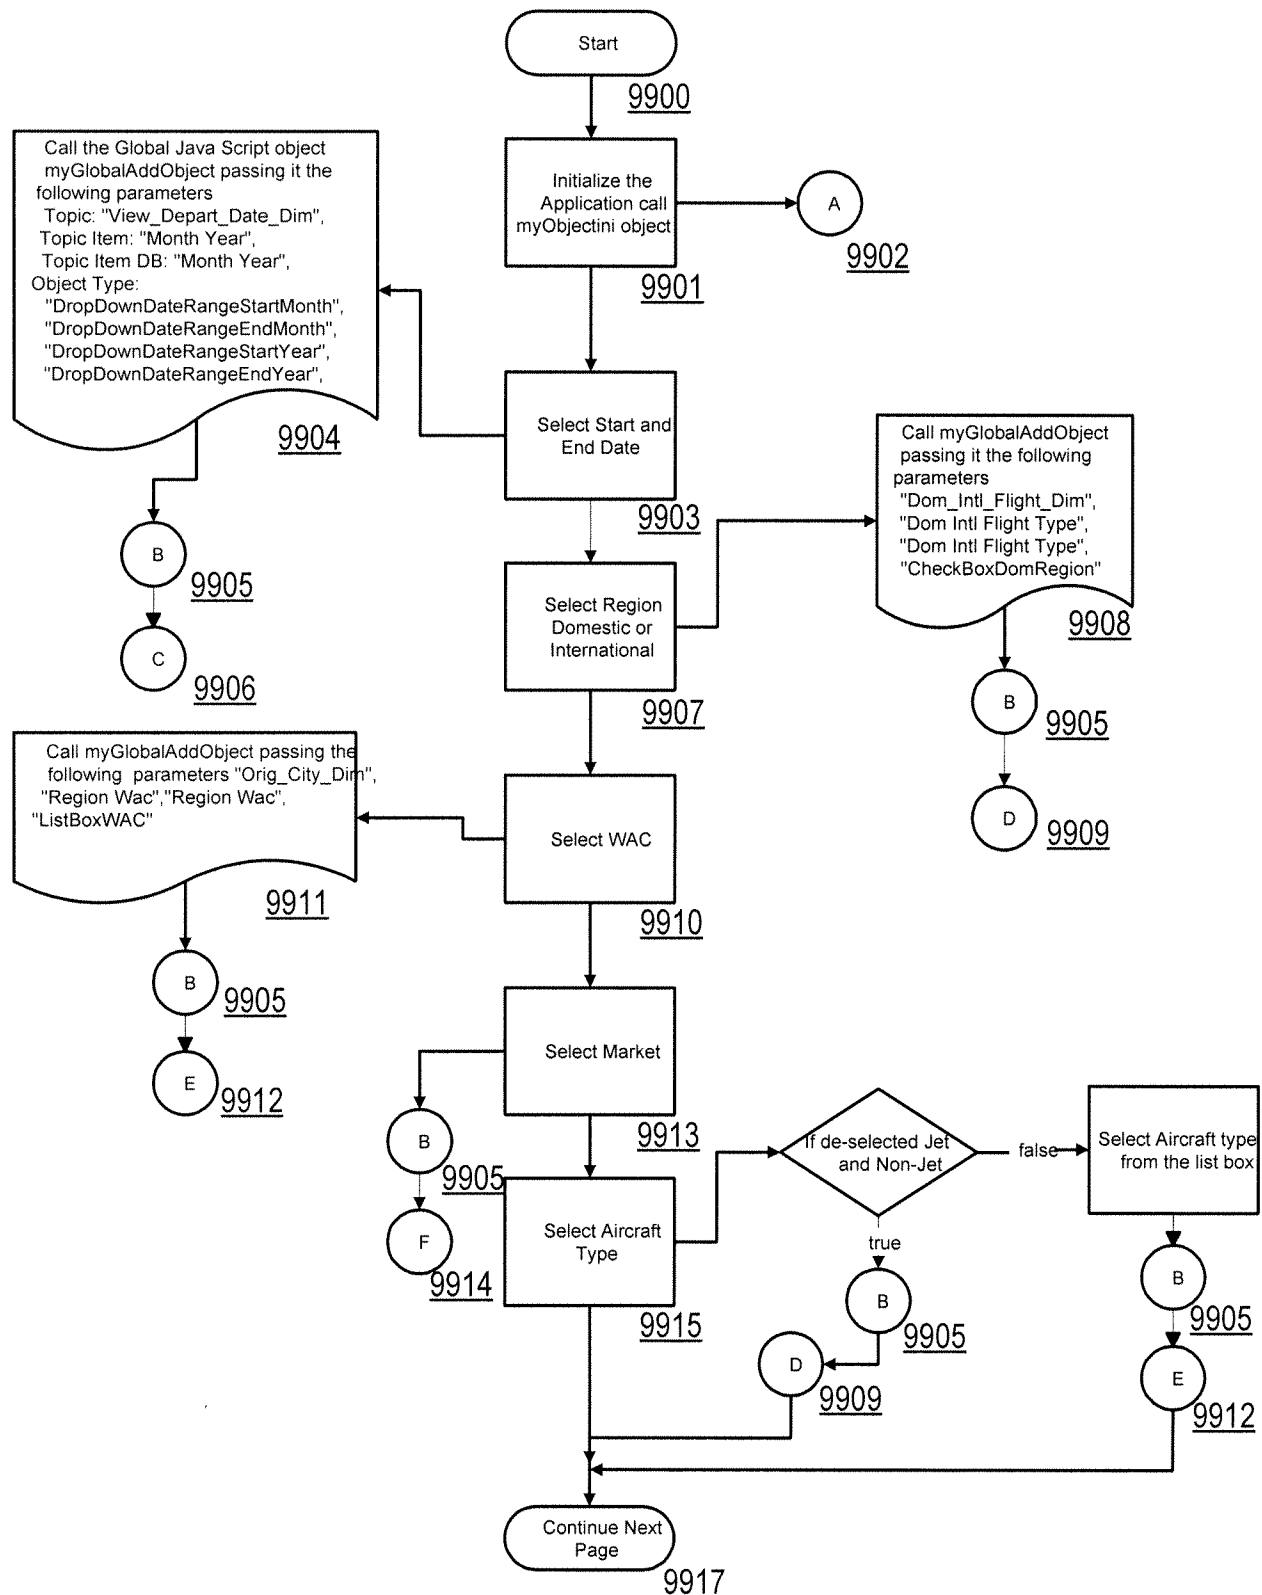 Start
9900
Initialize the
Application call
myObjectini object
9901
A
9902
Call the Global Java Script object
myGlobalAddObject passing it the
following parameters
Topic: "View_Depart_Date_Dim",
Topic Item: "Month Year",
Topic Item DB: "Month Year",
Object Type:
"DropDownDateRangeStartMonth",
"DropDownDateRangeEndMonth",
"DropDownDateRangeStartYear",
"DropDownDateRangeEndYear",
9904
B
9905
C
9906
Select Start and
End Date
9903
Call myGlobalAddObject
passing it the following
parameters
"Dom_Intl_Flight_Dim",
"Dom Intl Flight Type",
"Dom Intl Flight Type",
"CheckBoxDomRegion"
9908
B
9905
D
9909
Select Region
Domestic or
International
9907
Call myGlobalAddObject passing the
following parameters "Orig_City_Dim",
"Region Wac","Region Wac",
"ListBoxWAC"
9911
B
9905
E
9912
Select WAC
9910
Select Market
9913
B
9905
F
9914
Select Aircraft
Type
9915
If de-selected Jet
and Non-Jet
false
true
B
9905
D
9909
Select Aircraft type
from the list box
B
9905
E
9912
Continue Next
Page
9917